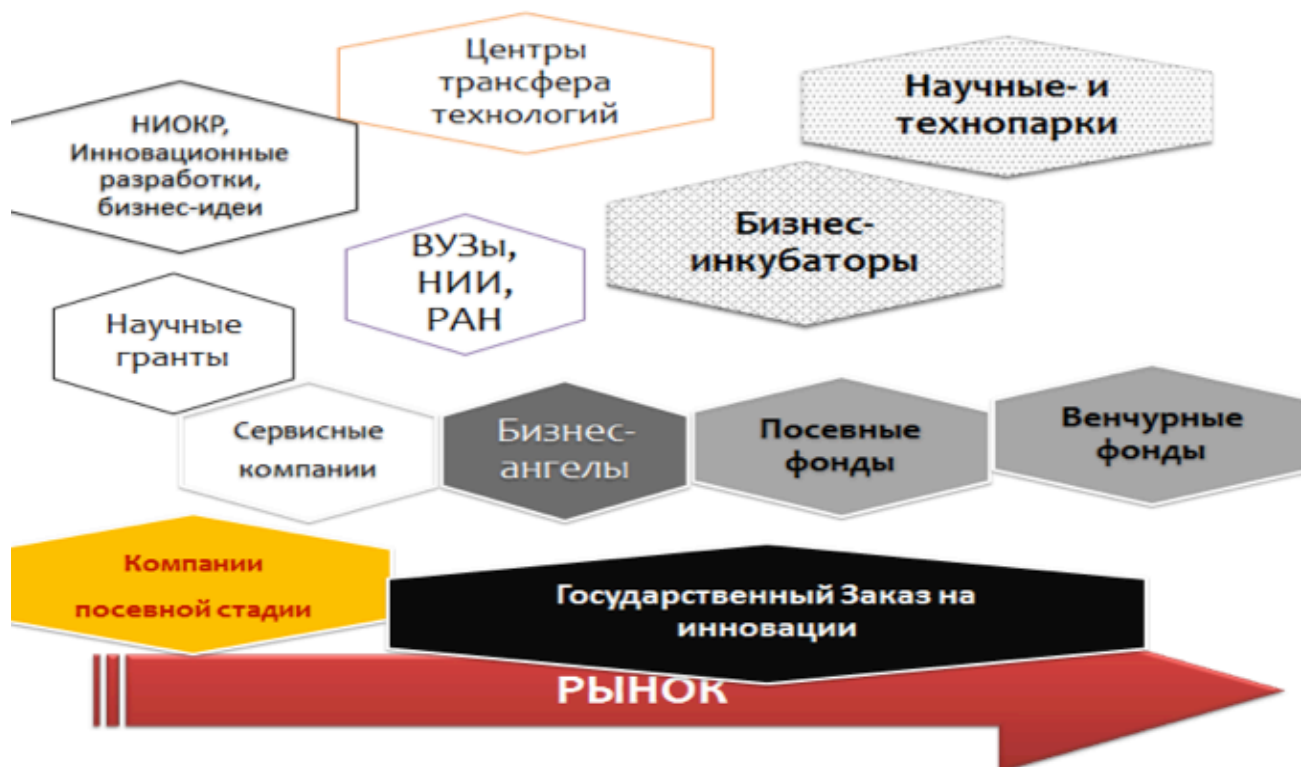 Центры
трансфера
технологий
Научные- и
технопарки
НИОКР,
Инновационные
разработки,
бизнес-идеи
Бизнес-
инкубаторы
ВУЗы,
НИИ,
РАН
Научные
гранты
Сервисные
компании
Бизнес-
ангелы
Посевные
фонды
Венчурные
фонды
Компании
посевной стадии
Государственный Заказ на
инновации
РЫНОК